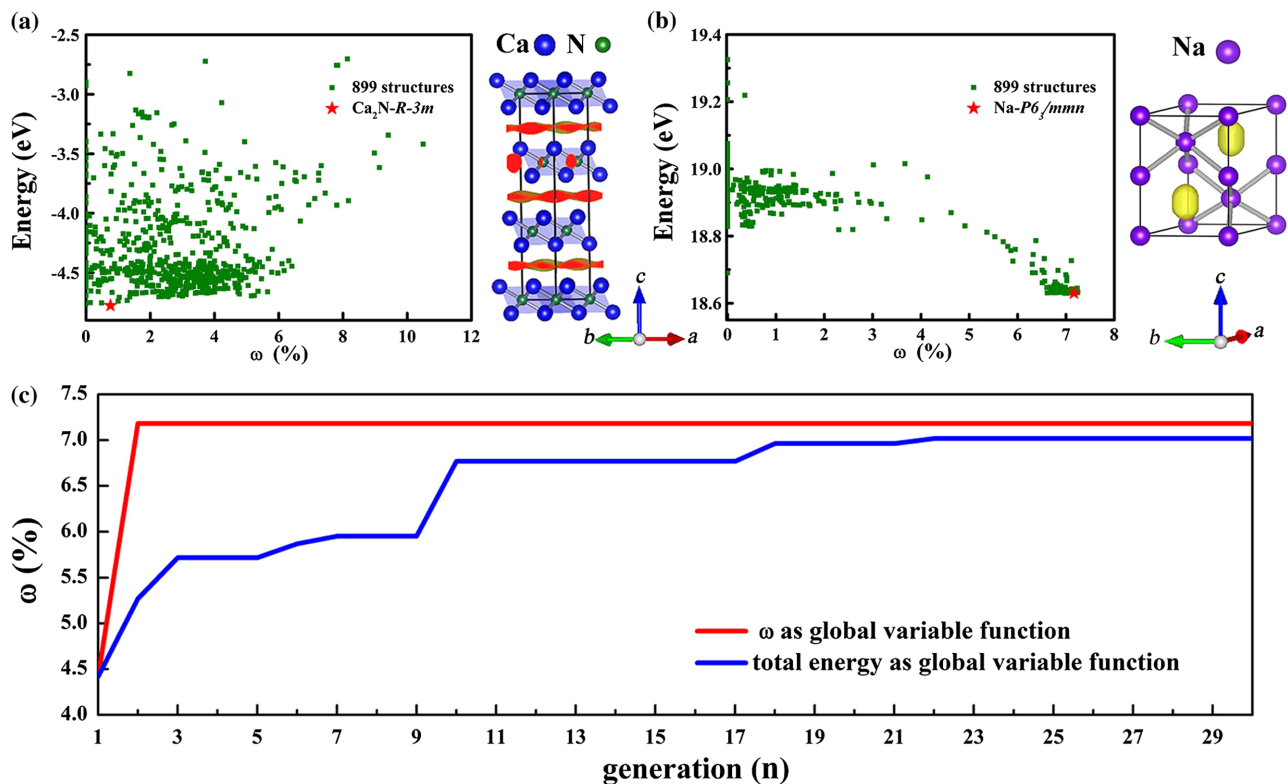 (a)
Energy (eV)
-2.5
-3.0
-3.5
-4.0
-4.5
0 2 4 6 8 10 12
ω (%)
899 structures
Ca₂N-R-3m
Ca N
c
b a
(b)
Energy (eV)
19.4
19.2
19.0
18.8
18.6
0 1 2 3 4 5 6 7 8
ω (%)
899 structures
Na-P6₃/mmn
Na
c
b a
(c)
ω (%)
7.5
7.0
6.5
6.0
5.5
5.0
4.5
4.0
1 3 5 7 9 11 13 15 17 19 21 23 25 27 29
generation (n)
ω as global variable function
total energy as global variable function